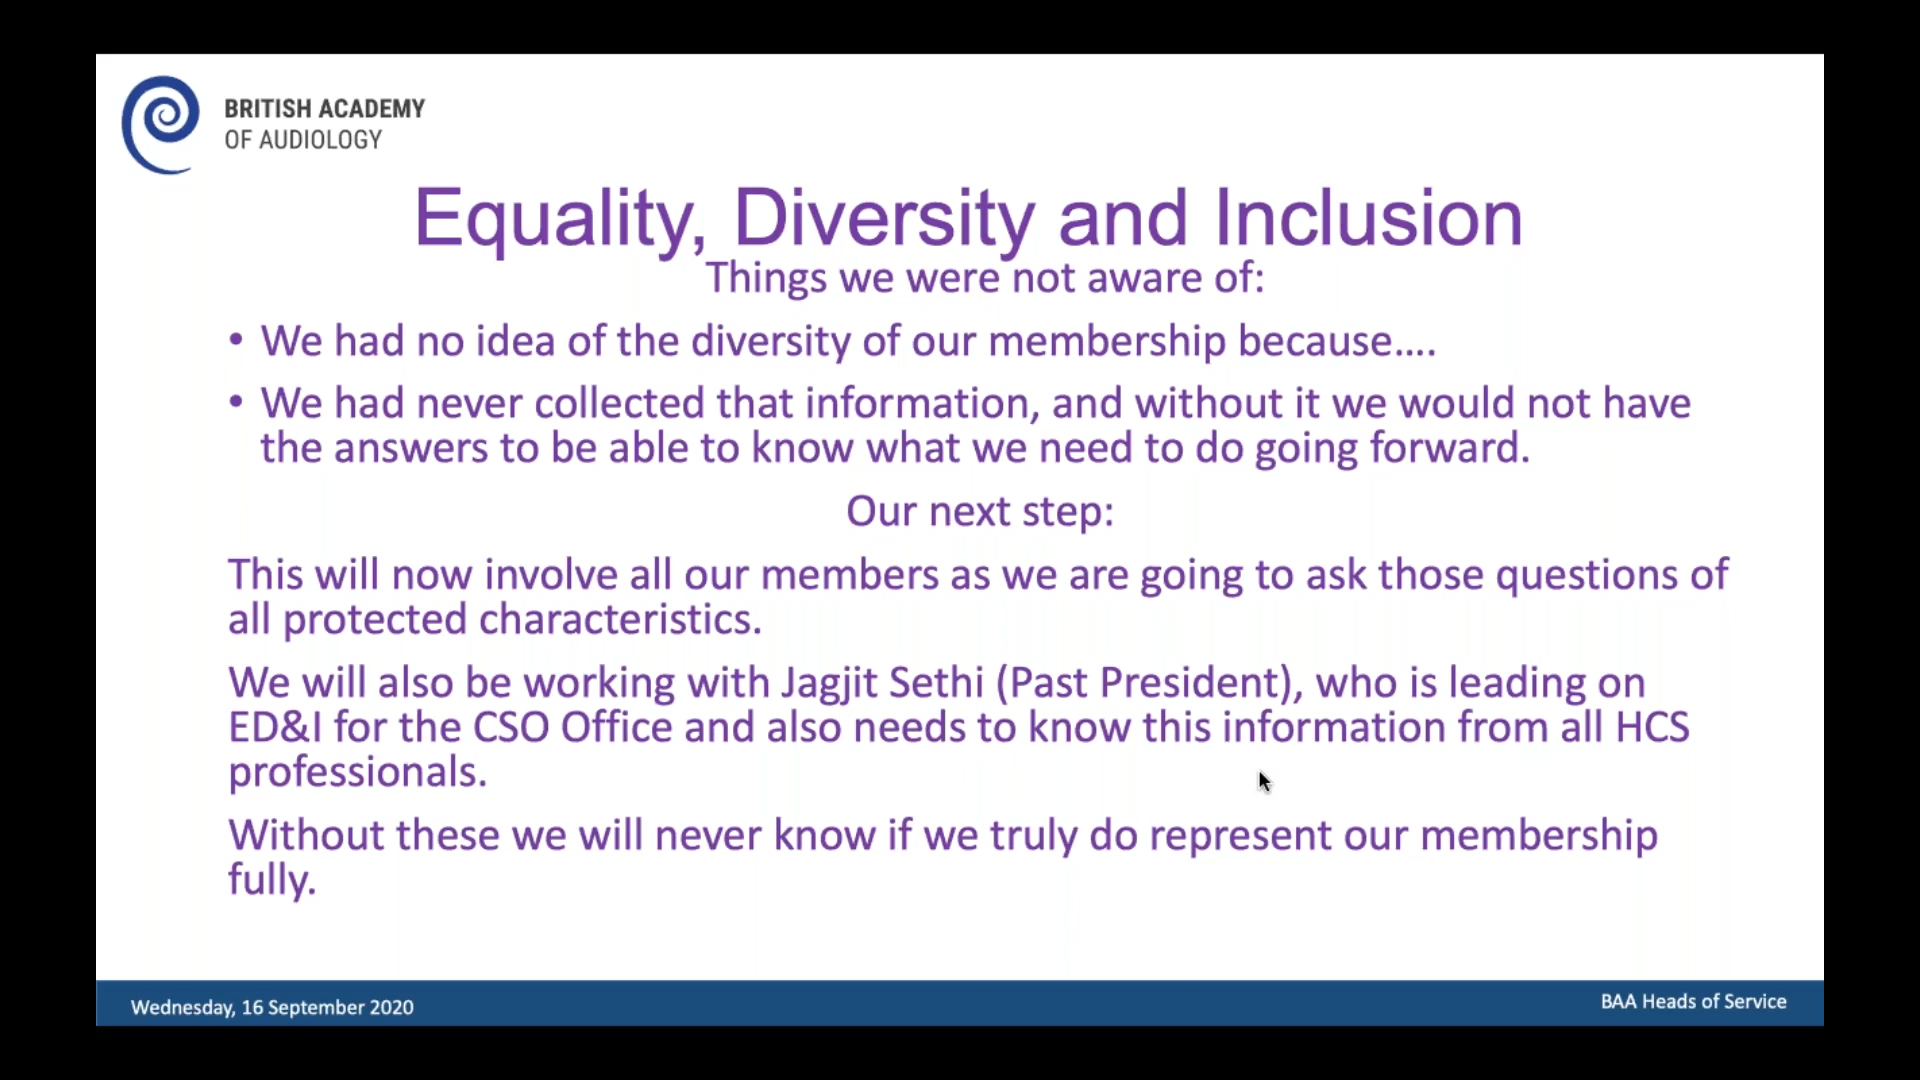 BRITISH ACADEMY
OF AUDIOLOGY
Equality, Diversity and Inclusion
Things we were not aware of:
• We had no idea of the diversity of our membership because....
• We had never collected that information, and without it we would not have
the answers to be able to know what we need to do going forward.
Our next step:
This will now involve all our members as we are going to ask those questions of
all protected characteristics.
We will also be working with Jagjit Sethi (Past President), who is leading on
ED&I for the CSO Office and also needs to know this information from all HCS
professionals.
Without these we will never know if we truly do represent our membership
fully.
Wednesday, 16 September 2020
BAA Heads of Service